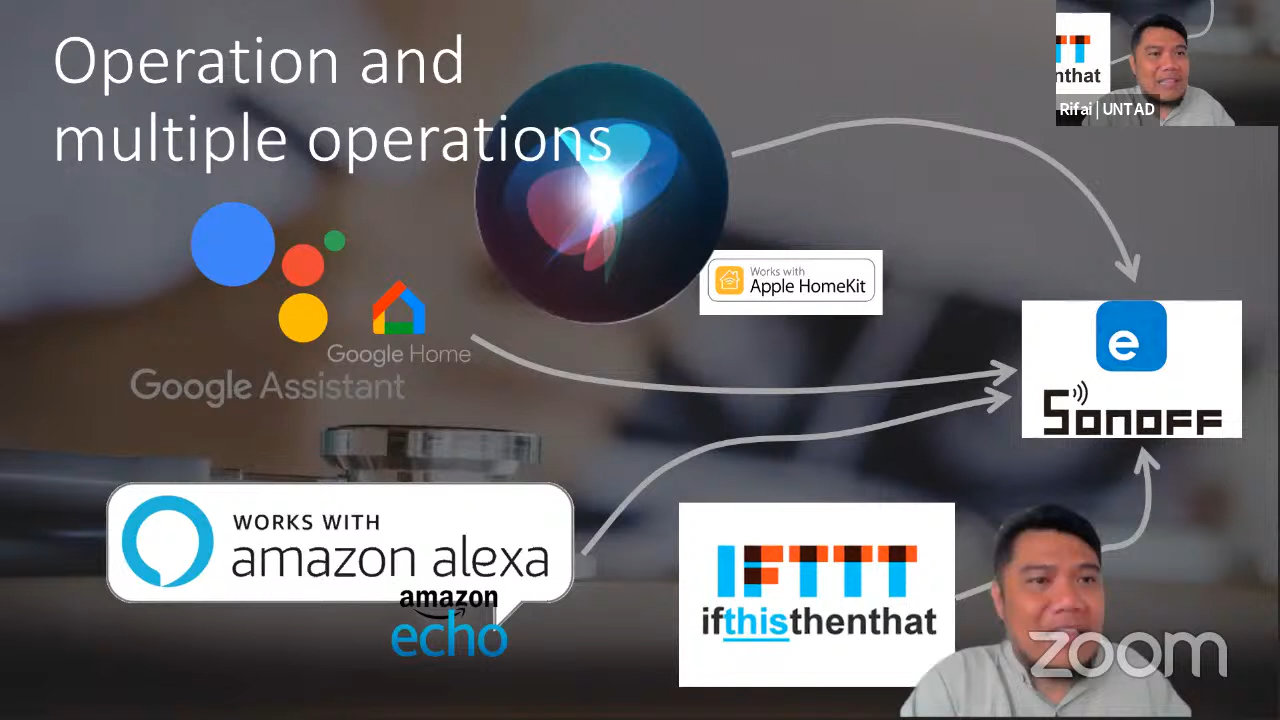 Operation and
multiple operations
TT
nthat
Rifai | UNTAD
Works with
Apple HomeKit
Google Home
Google Assistant
e
SONOFF
WORKS WITH
amazon alexa
amazon
echo
IFTTT
ifthisthenthat
zoom